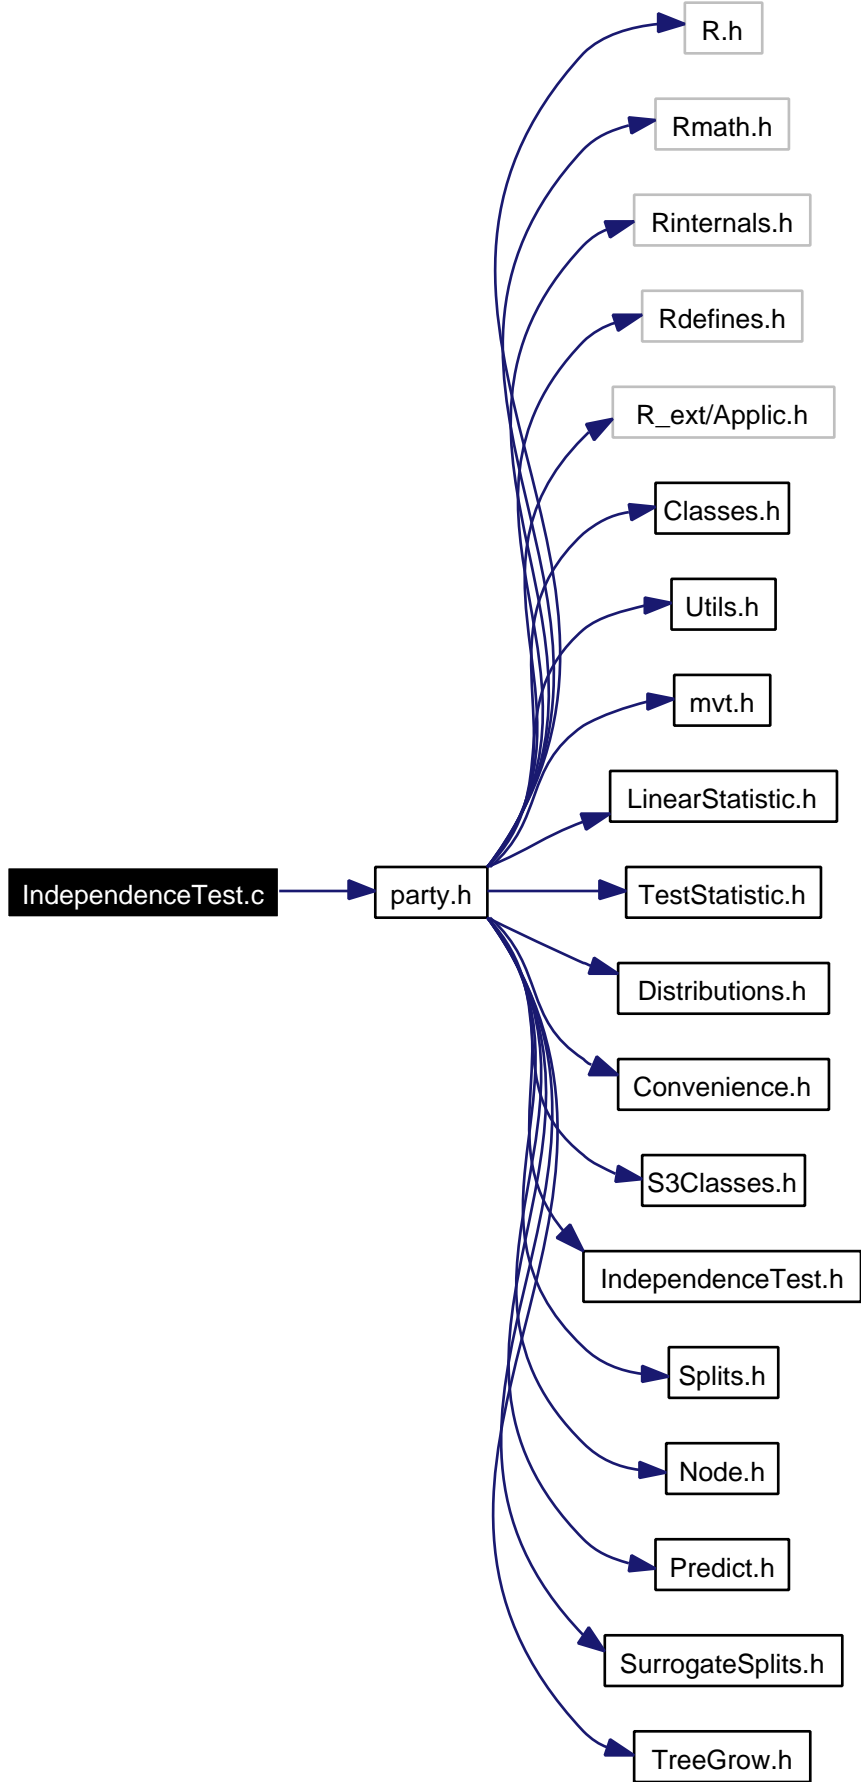 R.h
Rmath.h
Rinternals.h
Rdefines.h
R_ext/Applic.h
Classes.h
Utils.h
mvt.h
LinearStatistic.h
IndependenceTest.c
party.h
TestStatistic.h
Distributions.h
Convenience.h
S3Classes.h
IndependenceTest.h
Splits.h
Node.h
Predict.h
SurrogateSplits.h
TreeGrow.h